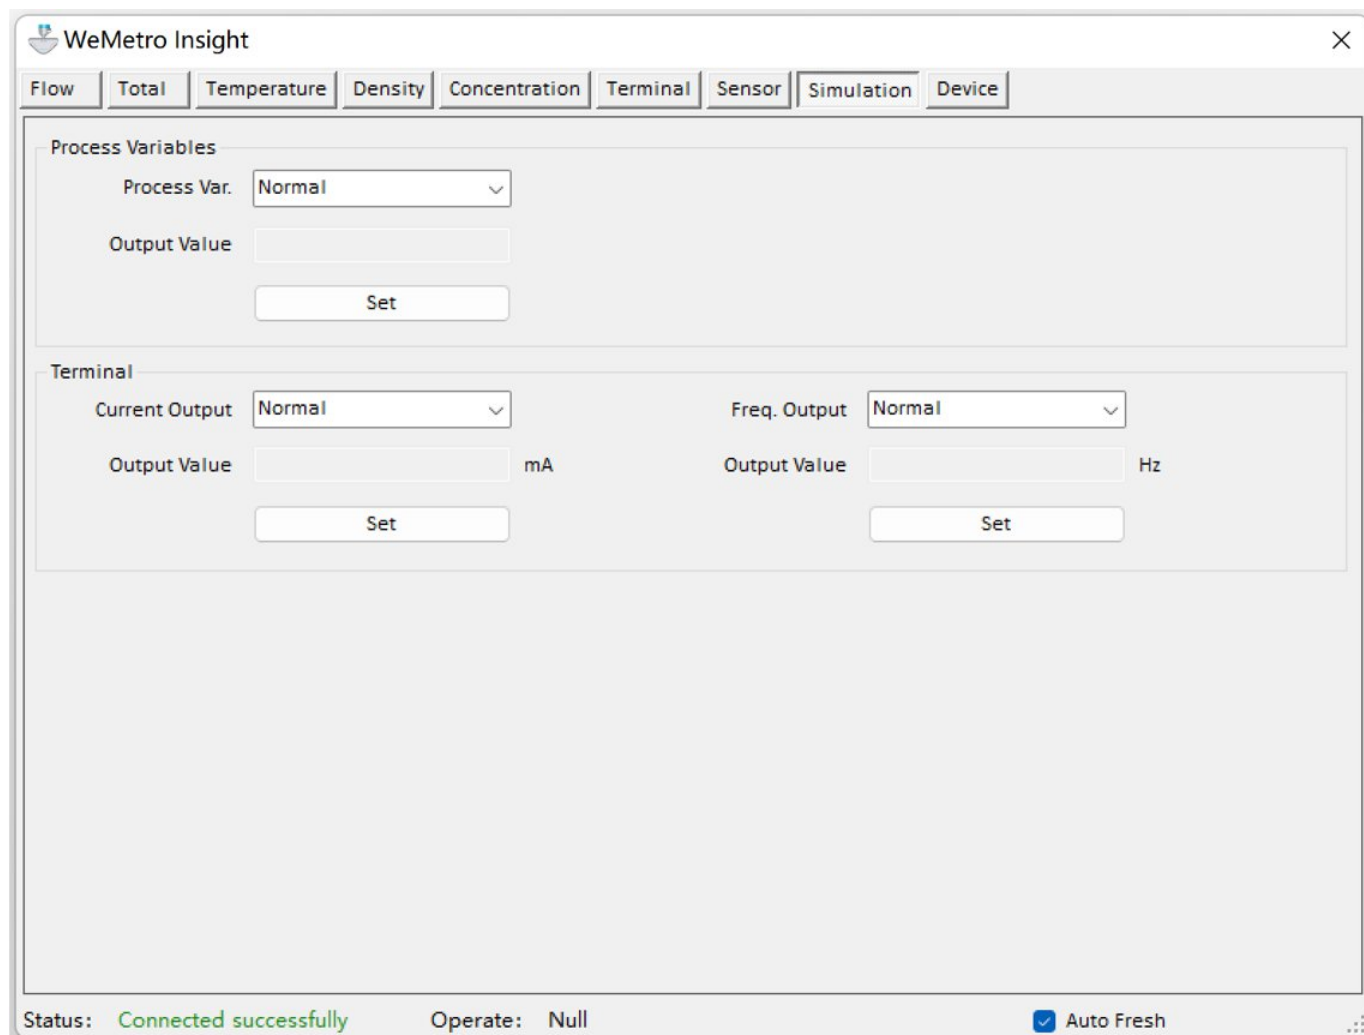 WeMetro Insight
Flow Total Temperature Density Concentration Terminal Sensor Simulation Device
Process Variables
Process Var. Normal
Output Value
Set
Terminal
Current Output Normal Freq. Output Normal
Output Value mA Output Value Hz
Set Set
Status: Connected successfully Operate: Null Auto Fresh